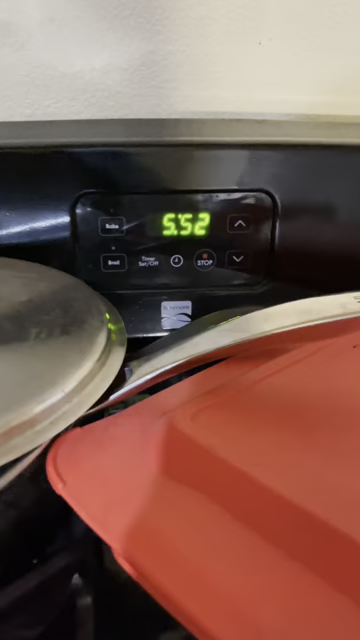 Bake
5:52
Broil
Timer
Set/Off
STOP